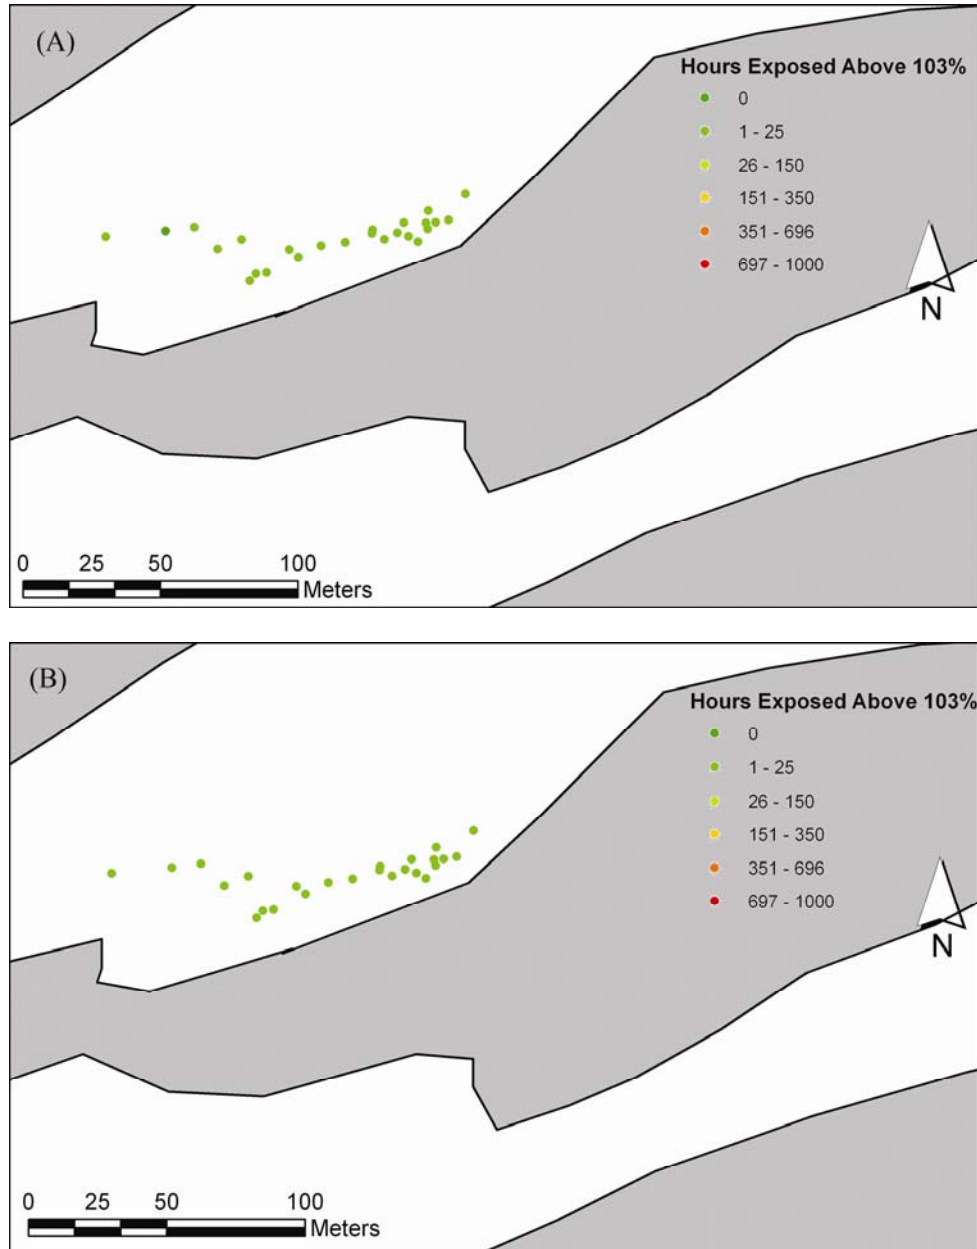 (A)
Hours Exposed Above 103%
0
1 - 25
26 - 150
151 - 350
351 - 696
697 - 1000
N
0 25 50 100
Meters
(B)
Hours Exposed Above 103%
0
1 - 25
26 - 150
151 - 350
351 - 696
697 - 1000
N
0 25 50 100
Meters